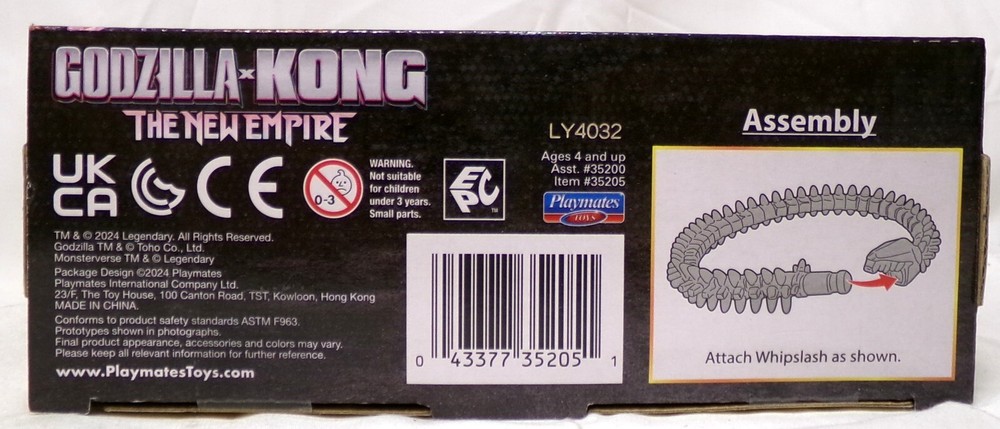 GODZILLA x KONG
THE NEW EMPIRE
UK
CA
CE
0-3
WARNING.
Not suitable
for children
under 3 years.
Small parts.
EPC
TM
LY4032
Ages 4 and up
Asst. #35200
Item #35205
Playmates
TOYS
TM & © 2024 Legendary. All Rights Reserved.
Godzilla TM & © Toho Co., Ltd.
Monsterverse TM & © Legendary
Package Design ©2024 Playmates
Playmates International Company Ltd.
23/F, The Toy House, 100 Canton Road, TST, Kowloon, Hong Kong
MADE IN CHINA.
Conforms to product safety standards ASTM F963.
Prototypes shown in photographs.
Final product appearance, accessories and colors may vary.
Please keep all relevant information for further reference.
www.PlaymatesToys.com
0 43377 35205 1
Assembly
Attach Whipslash as shown.